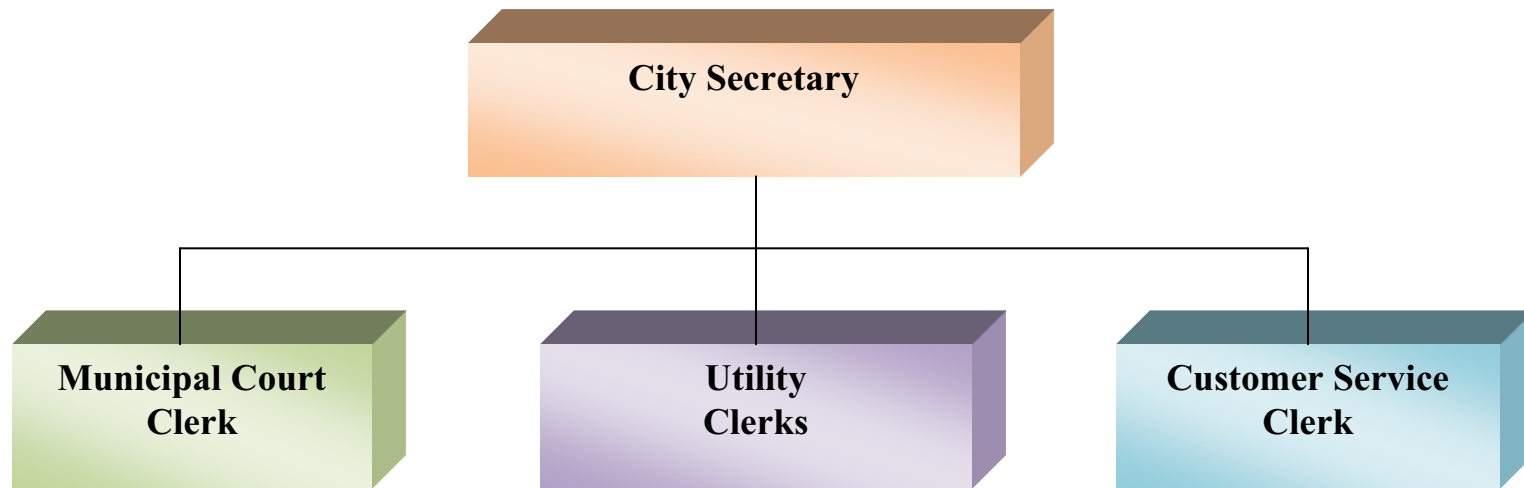 City Secretary
Municipal Court
Clerk
Utility
Clerks
Customer Service
Clerk